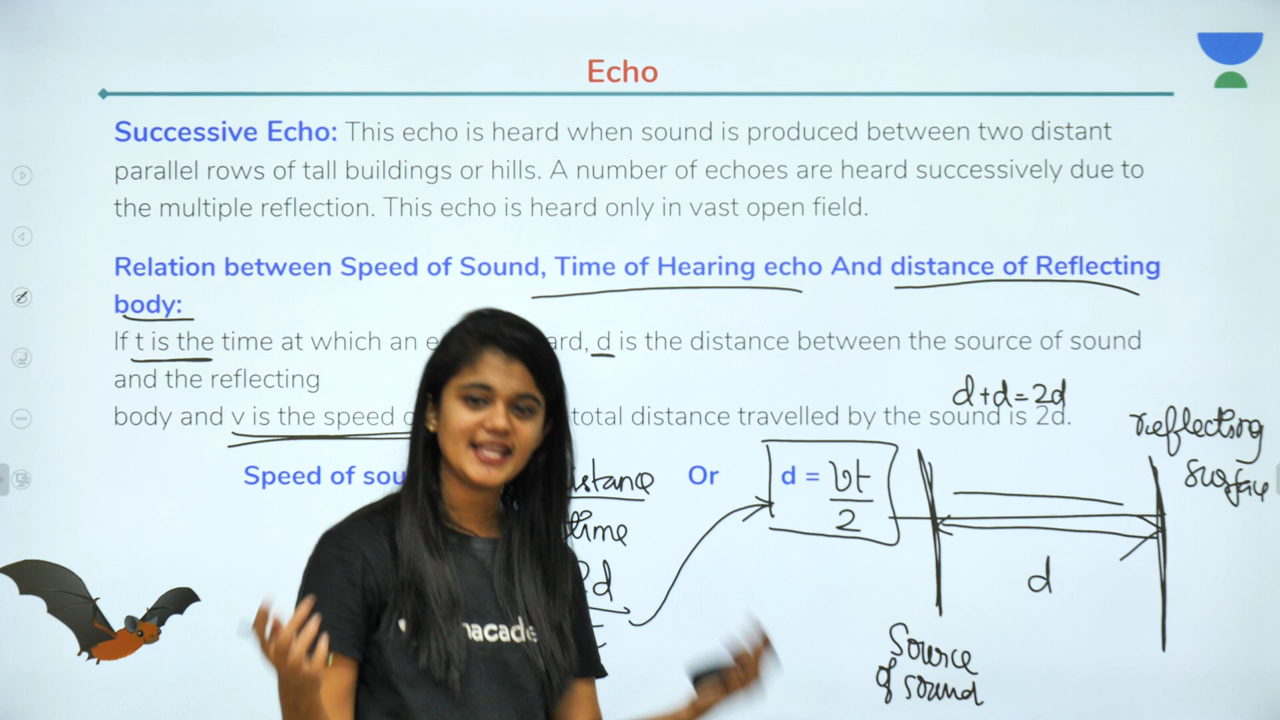 Echo
Successive Echo: This echo is heard when sound is produced between two distant
parallel rows of tall buildings or hills. A number of echoes are heard successively due to
the multiple reflection. This echo is heard only in vast open field.
Relation between Speed of Sound, Time of Hearing echo And distance of Reflecting
body:
If t is the time at which an e ard, d is the distance between the source of sound
and the reflecting
d+d=2d
body and v is the speed total distance travelled by the sound is 2d.
reflecting
surface
Speed of sou istance Or d = vt
2
time
2d
d
t
Source
of sound
nacade